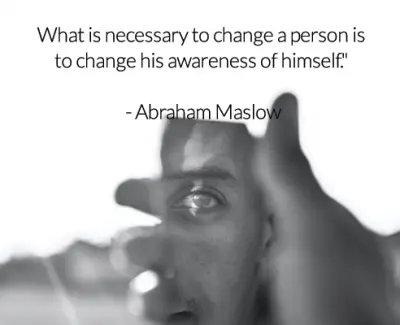 What is necessary to change a person is
to change his awareness of himself."
- Abraham Maslow